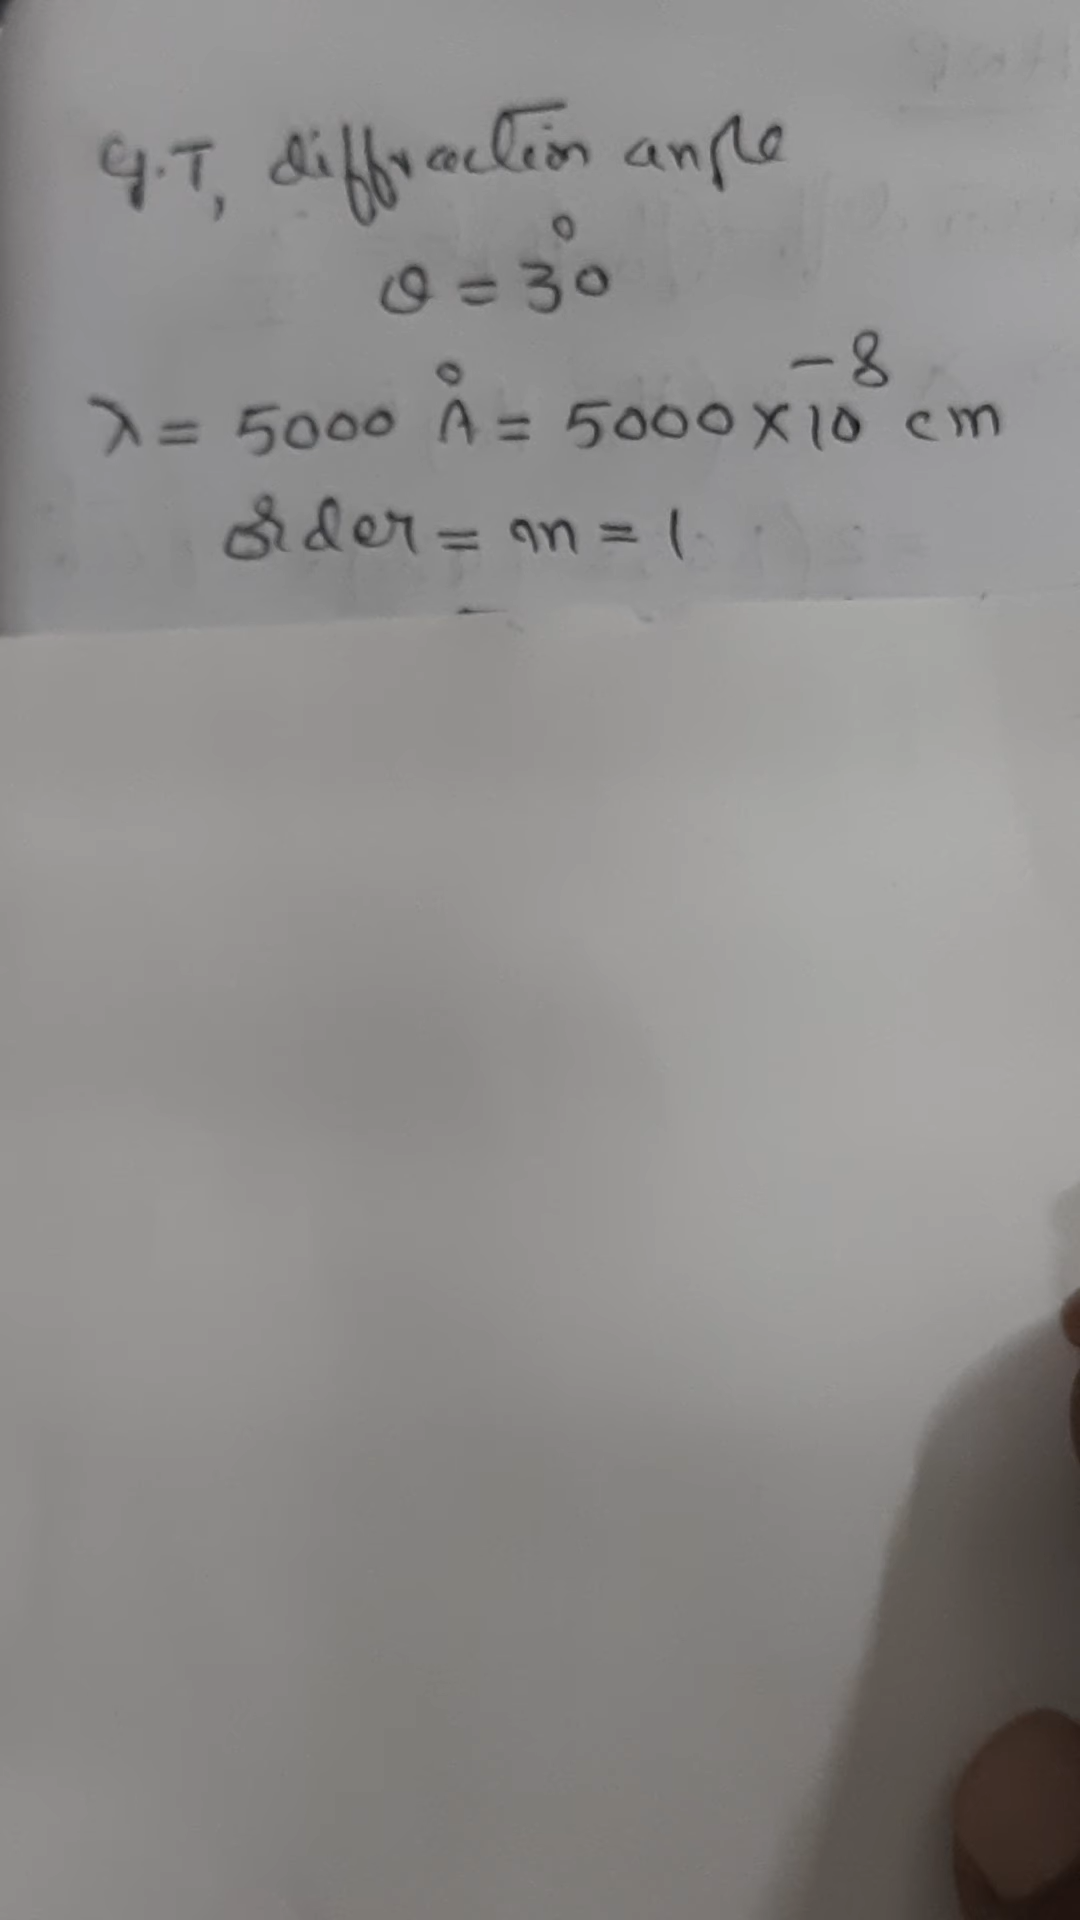 G.T, diffraction angle
θ = 30°
λ = 5000 Å = 5000 × 10⁻⁸ cm
order = m = 1